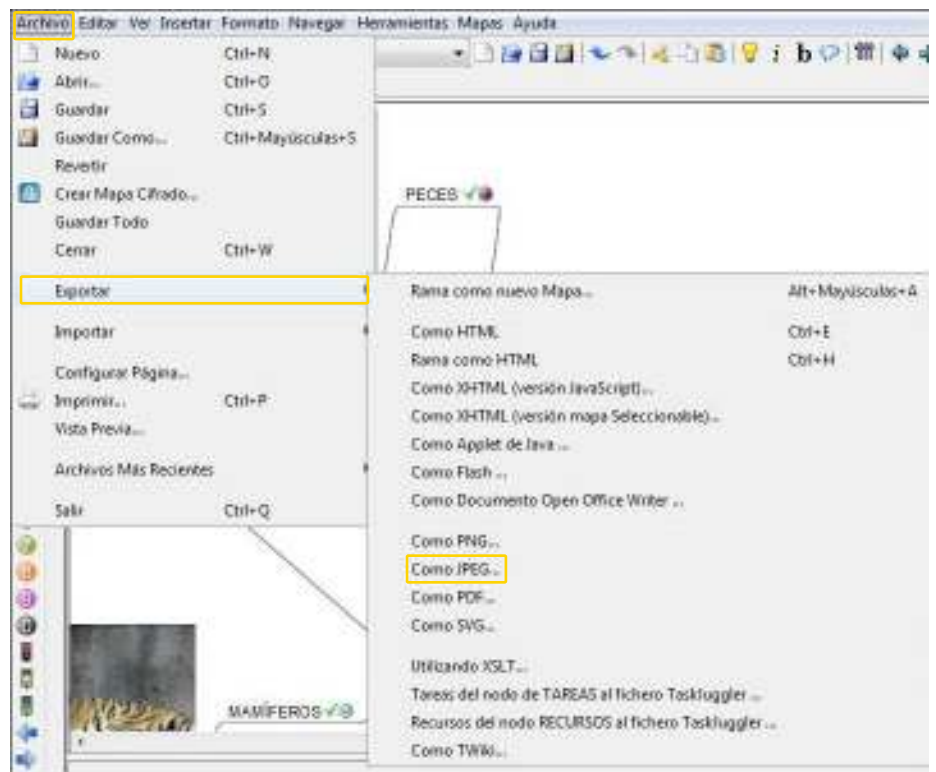 Archivo Editar Ver Insertar Formato Navegar Herramientas Mapas Ayuda
Nuevo Ctrl+N
Abrir... Ctrl+O
Guardar Ctrl+S
Guardar Como... Ctrl+Mayúsculas+S
Revertir
Crear Mapa Cifrado...
Guardar Todo
Cerrar Ctrl+W
Exportar
Importar
Configurar Página...
Imprimir... Ctrl+P
Vista Previa...
Archivos Más Recientes
Salir Ctrl+Q
PECES
Rama como nuevo Mapa... Alt+Mayúsculas+A
Como HTML Ctrl+E
Rama como HTML Ctrl+H
Como XHTML (versión JavaScript)...
Como XHTML (versión mapa Seleccionable)...
Como Applet de Java ...
Como Flash ...
Como Documento Open Office Writer ...
Como PNG...
Como JPEG...
Como PDF...
Como SVG...
Utilizando XSLT...
Tareas del nodo de TAREAS al fichero TaskJuggler ...
Recursos del nodo RECURSOS al fichero TaskJuggler ...
Como TWiki...
MAMÍFEROS